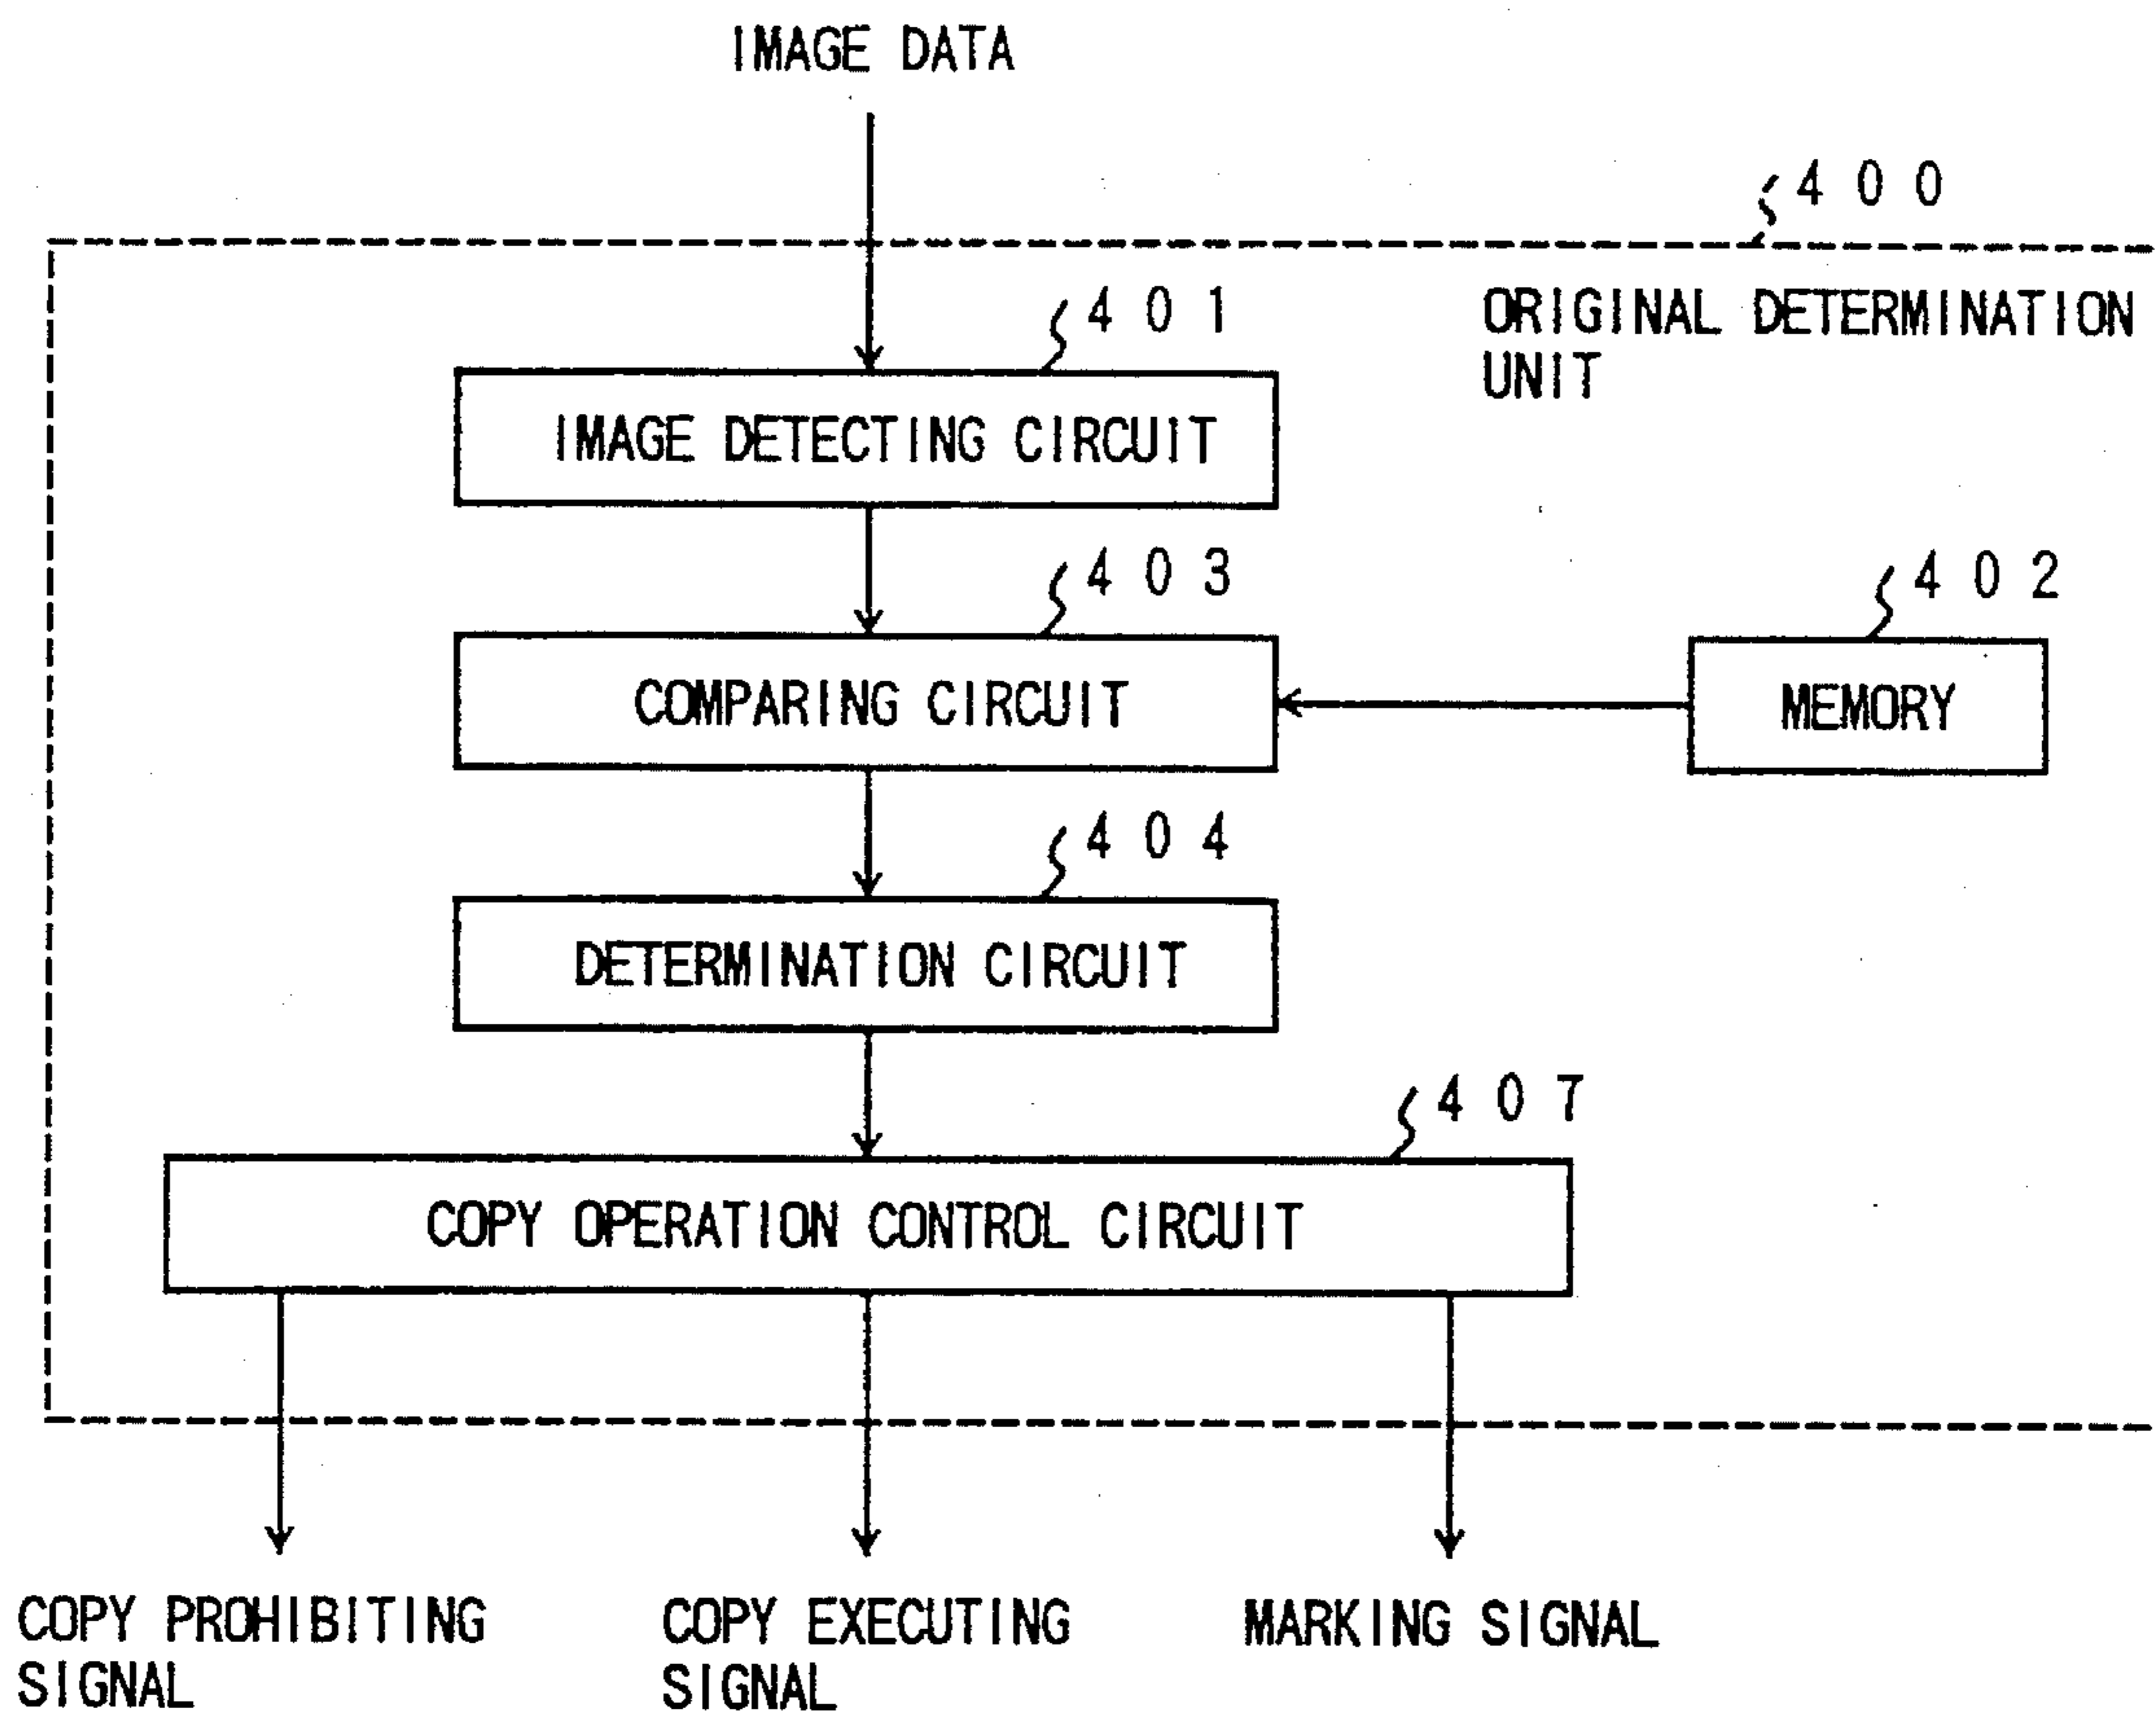 IMAGE DATA
400
ORIGINAL DETERMINATION
UNIT
401
IMAGE DETECTING CIRCUIT
403
402
COMPARING CIRCUIT
MEMORY
404
DETERMINATION CIRCUIT
407
COPY OPERATION CONTROL CIRCUIT
COPY PROHIBITING
SIGNAL
COPY EXECUTING
SIGNAL
MARKING SIGNAL